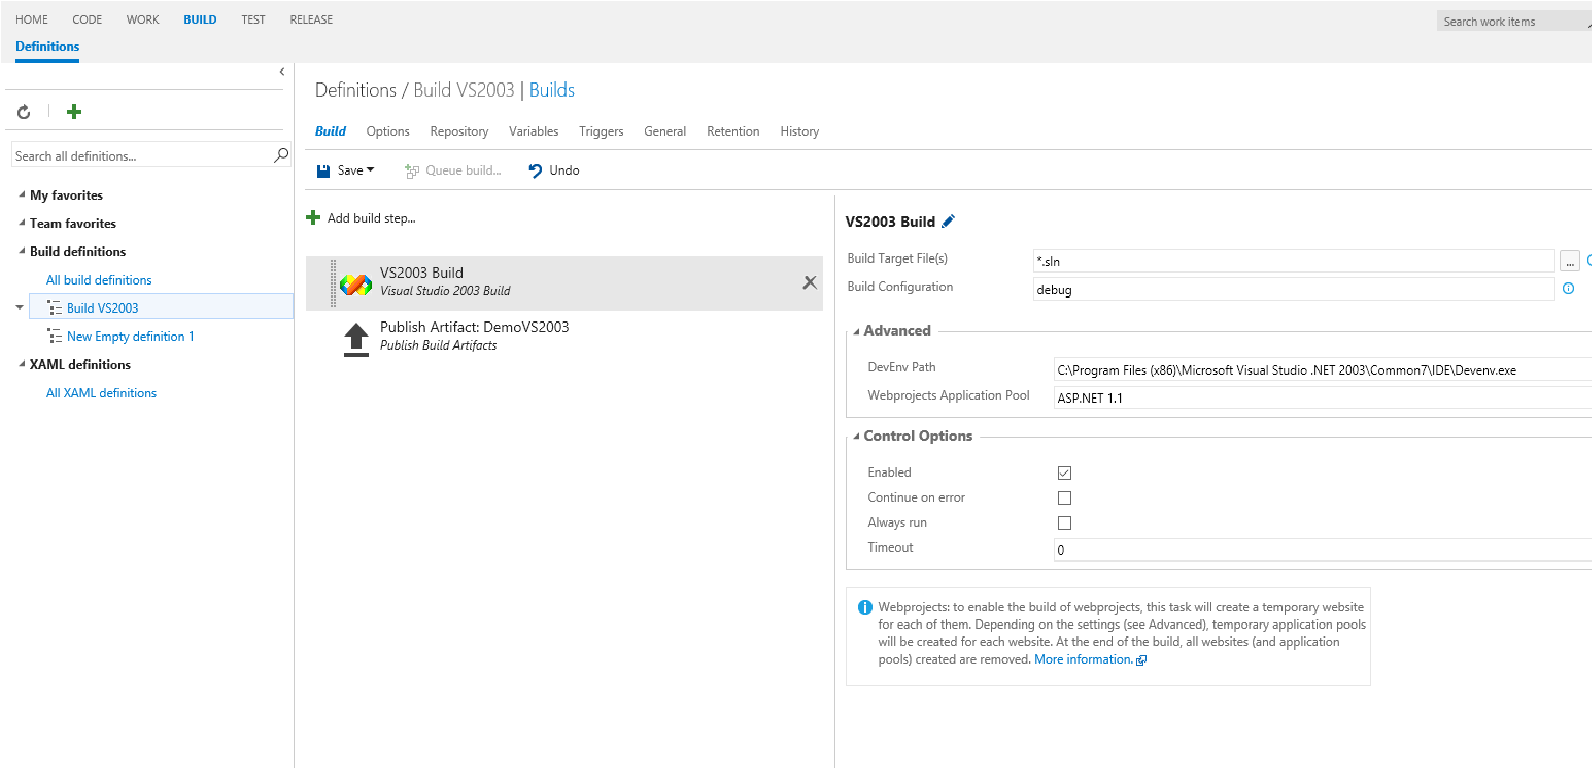 HOME CODE WORK BUILD TEST RELEASE
Search work items
Definitions
Definitions / Build VS2003 | Builds
Build Options Repository Variables Triggers General Retention History
Search all definitions...
Save Queue build... Undo
My favorites
Team favorites
Build definitions
All build definitions
Build VS2003
New Empty definition 1
XAML definitions
All XAML definitions
Add build step...
VS2003 Build
Visual Studio 2003 Build
Publish Artifact: DemoVS2003
Publish Build Artifacts
VS2003 Build
Build Target File(s) *.sln ...
Build Configuration debug
Advanced
DevEnv Path C:\Program Files (x86)\Microsoft Visual Studio .NET 2003\Common7\IDE\Devenv.exe
Webprojects Application Pool ASP.NET 1.1
Control Options
Enabled
Continue on error
Always run
Timeout 0
Webprojects: to enable the build of webprojects, this task will create a temporary website
for each of them. Depending on the settings (see Advanced), temporary application pools
will be created for each website. At the end of the build, all websites (and application
pools) created are removed. More information.